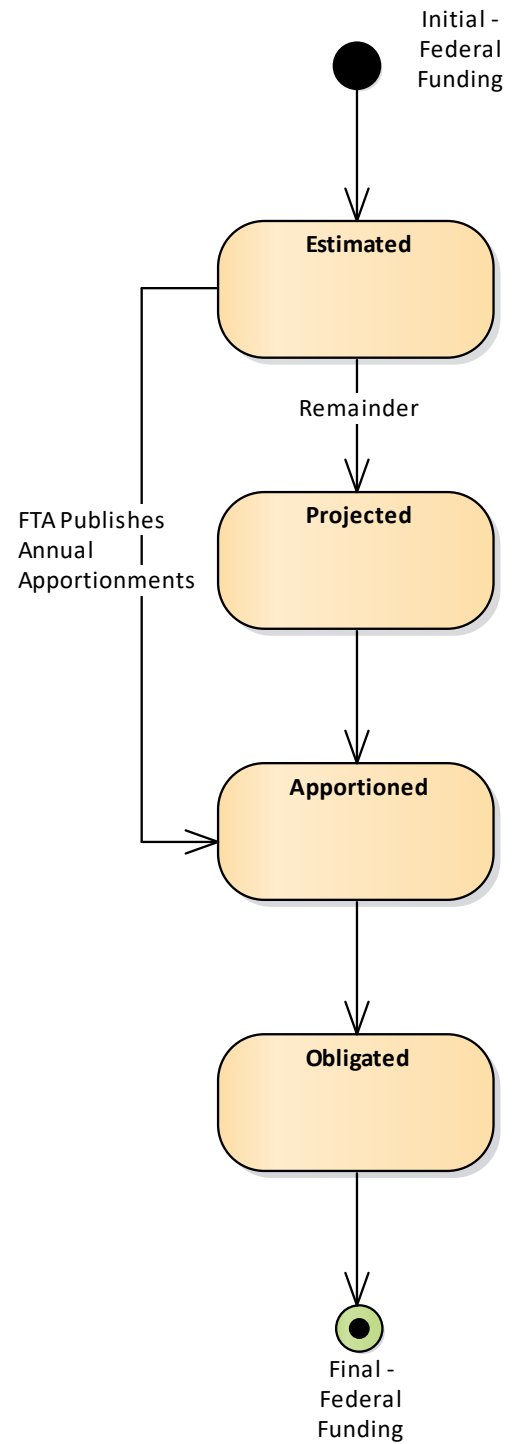 Initial -
Federal
Funding
Estimated
Remainder
Projected
FTA Publishes
Annual
Apportionments
Apportioned
Obligated
Final -
Federal
Funding